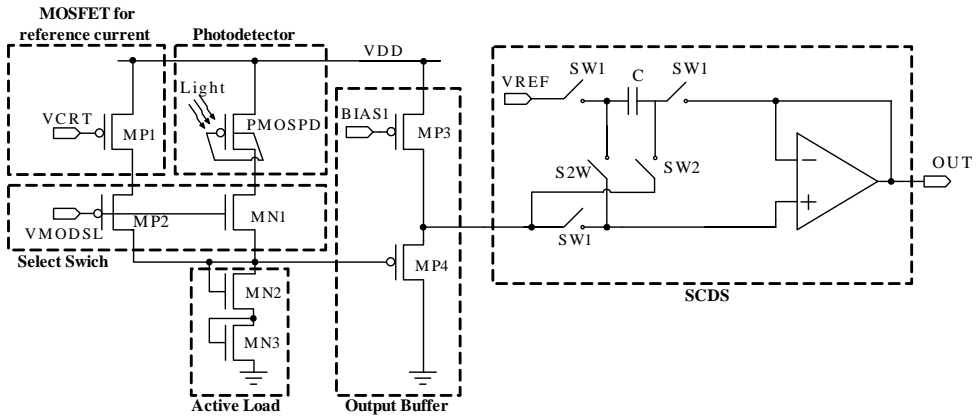 MOSFET for
reference current
Photodetector
VDD
Light
VCRT
MP1
PMOSPD
BIAS1
MP3
VREF
SW1
C
SW1
S2W
SW2
OUT
SW1
VMODSL
MP2
MN1
Select Swich
MP4
SCDS
MN2
MN3
Active Load
Output Buffer